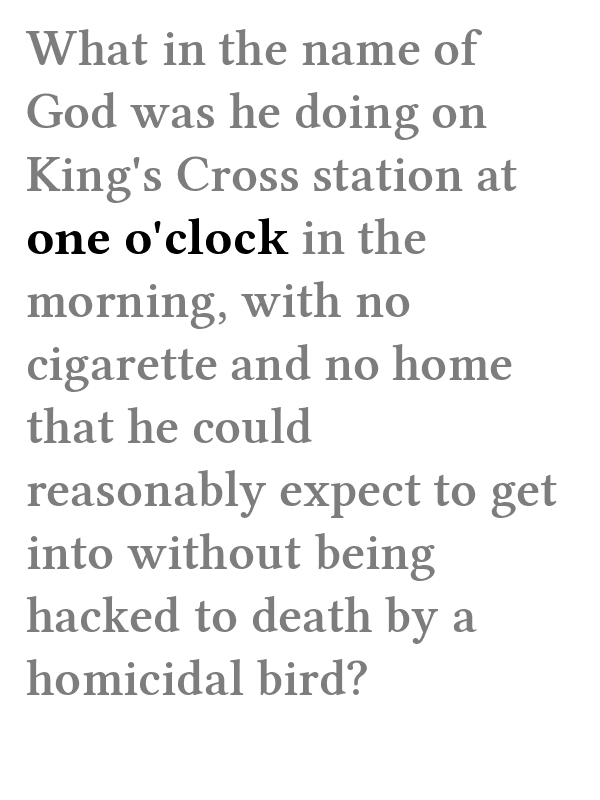 What in the name of
God was he doing on
King's Cross station at
one o'clock in the
morning, with no
cigarette and no home
that he could
reasonably expect to get
into without being
hacked to death by a
homicidal bird?